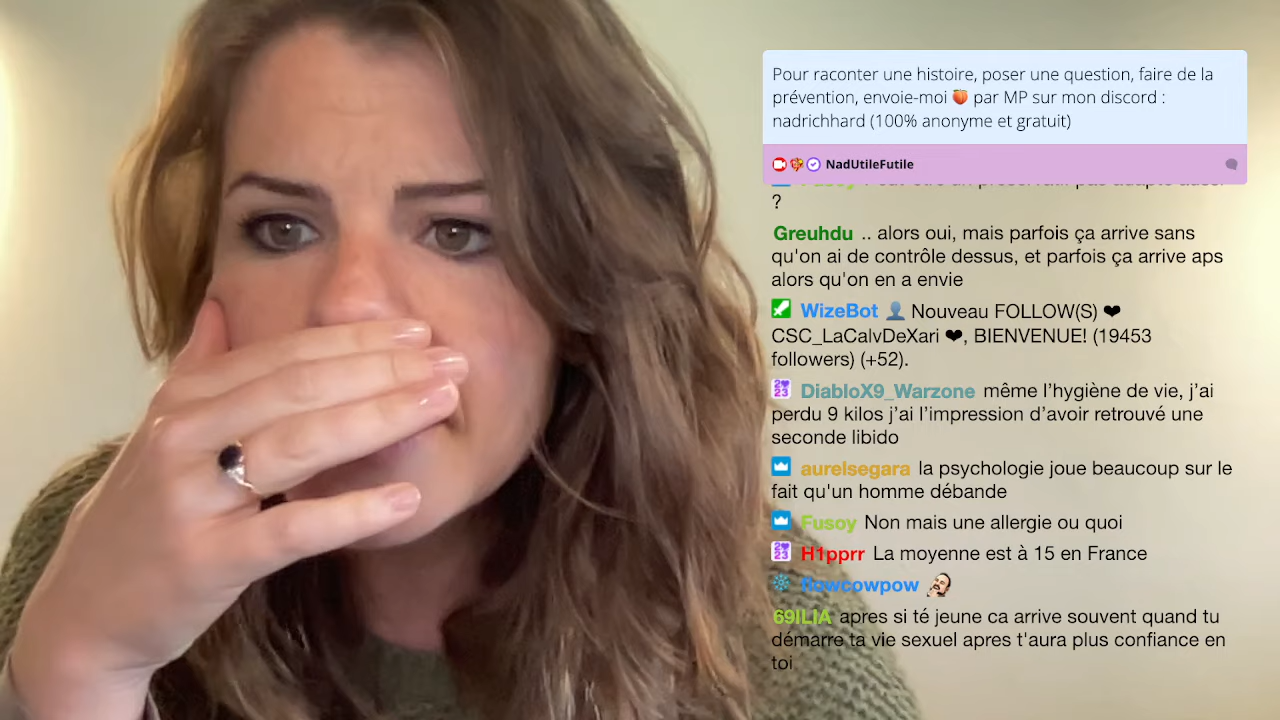 Pour raconter une histoire, poser une question, faire de la
prévention, envoie-moi 🍑 par MP sur mon discord :
nadrichhard (100% anonyme et gratuit)
NadUtileFutile
?
Greuhdu .. alors oui, mais parfois ça arrive sans
qu'on ai de contrôle dessus, et parfois ça arrive aps
alors qu'on en a envie
WizeBot 👤 Nouveau FOLLOW(S) ❤
CSC_LaCalvDeXari ❤, BIENVENUE! (19453
followers) (+52).
DiabloX9_Warzone même l’hygiène de vie, j’ai
perdu 9 kilos j’ai l’impression d’avoir retrouvé une
seconde libido
aurelsegara la psychologie joue beaucoup sur le
fait qu'un homme débande
Fusoy Non mais une allergie ou quoi
H1pprr La moyenne est à 15 en France
flowcowpow
69ILIA apres si té jeune ca arrive souvent quand tu
démarre ta vie sexuel apres t'aura plus confiance en
toi